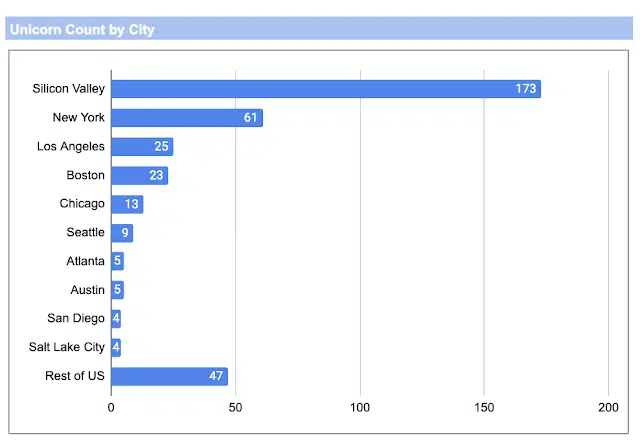 Unicorn Count by City
Silicon Valley 173
New York 61
Los Angeles 25
Boston 23
Chicago 13
Seattle 9
Atlanta 5
Austin 5
San Diego 4
Salt Lake City 4
Rest of US 47
0 50 100 150 200